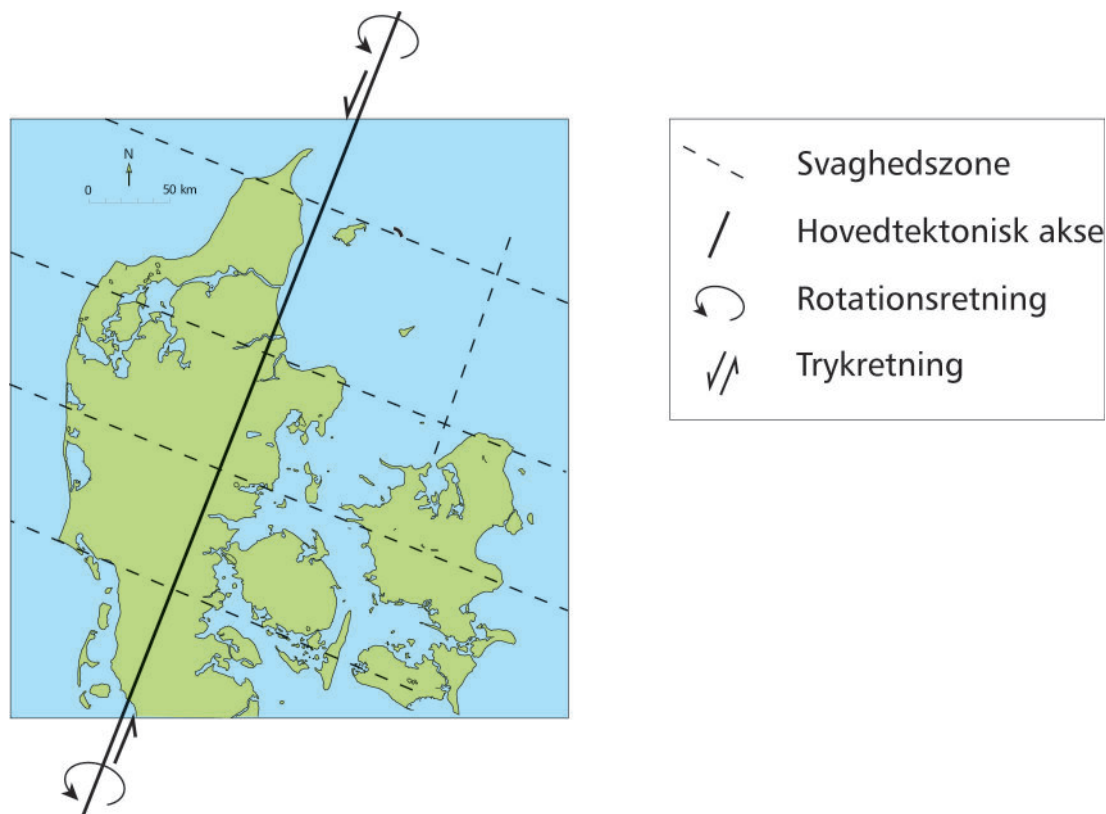 N
0 50 km
Svaghedszone
Hovedtektonisk akse
Rotationsretning
Trykretning